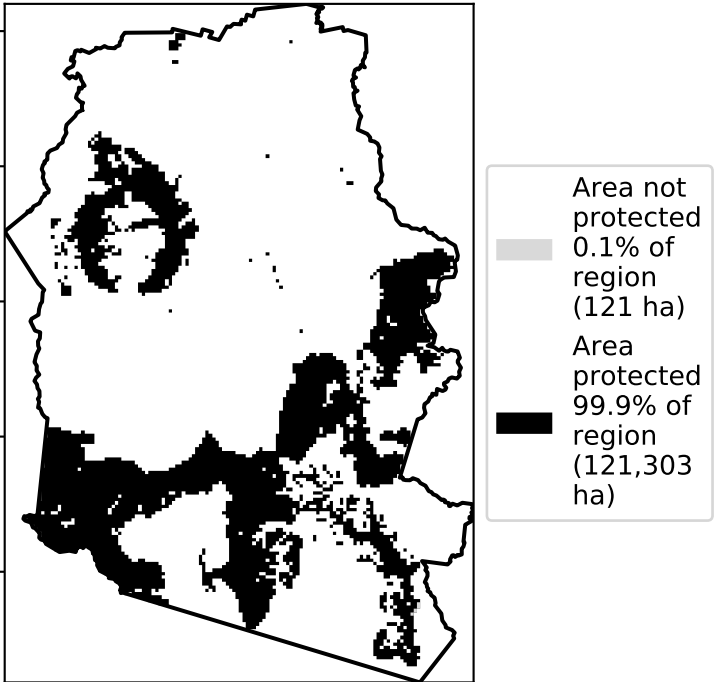 Area not
protected
0.1% of
region
(121 ha)
Area
protected
99.9% of
region
(121,303
ha)